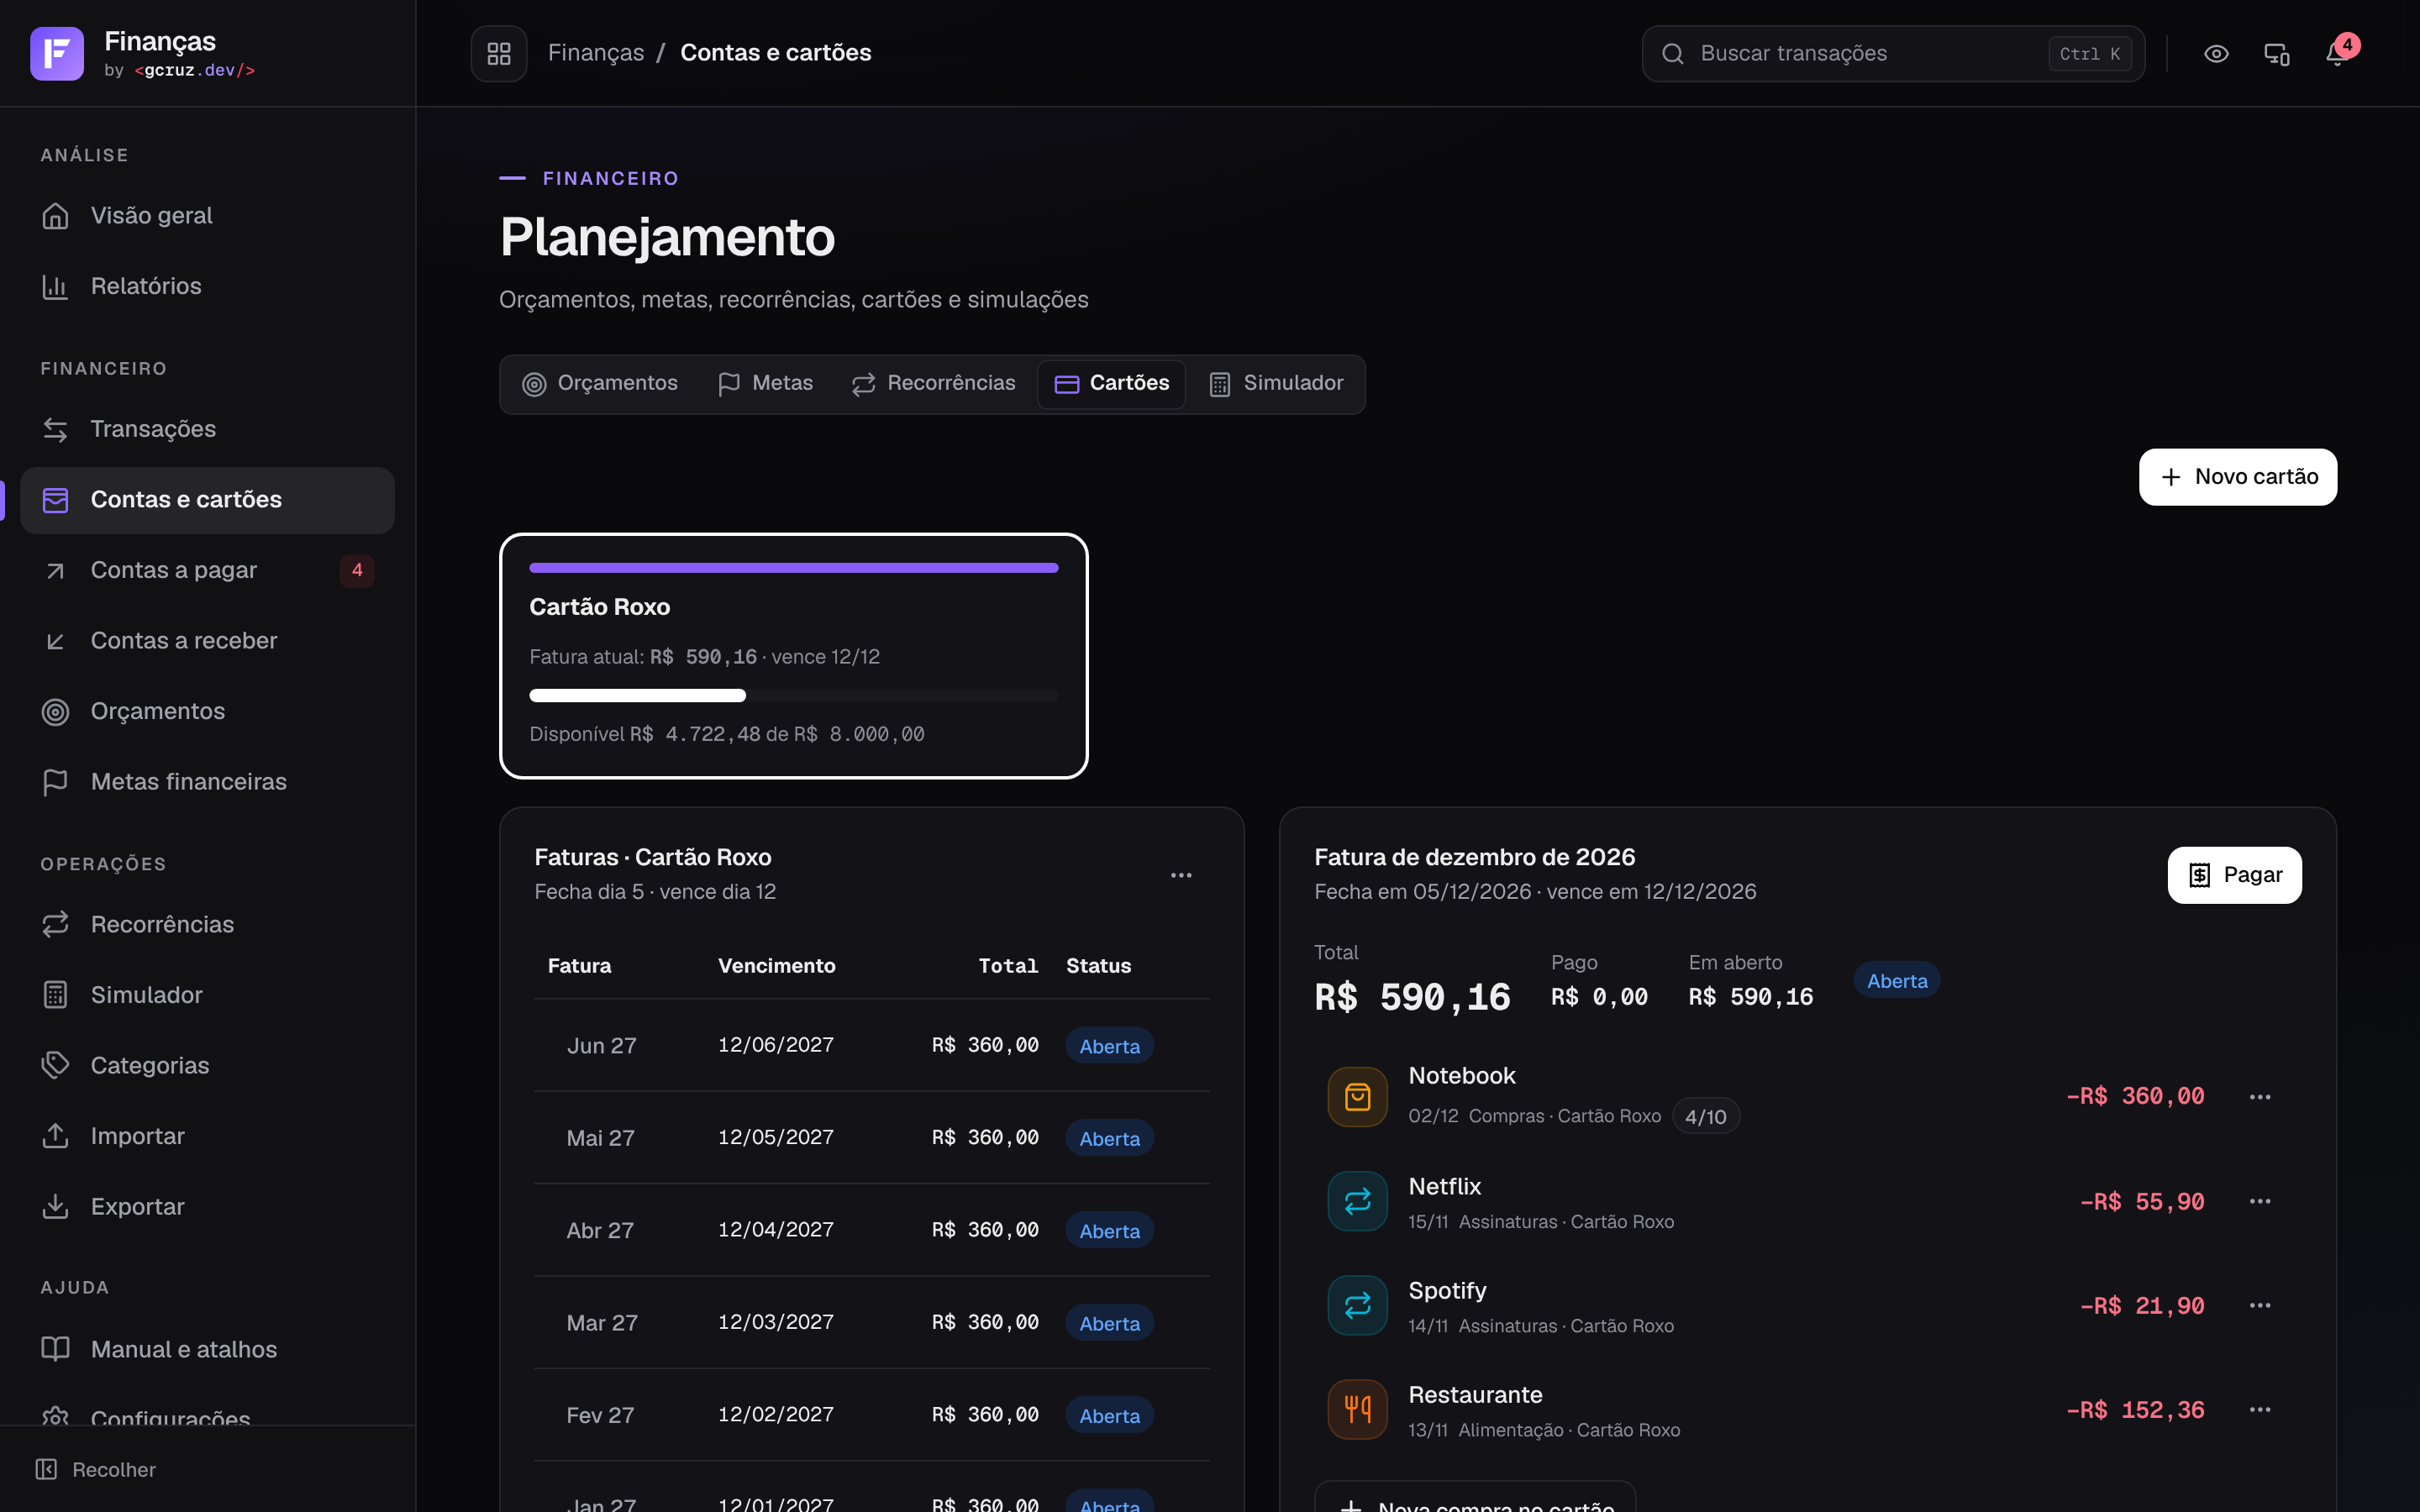 Finanças
by <gcruz.dev/>
Finanças / Contas e cartões
Buscar transações
Ctrl K
4
ANÁLISE
Visão geral
Relatórios
FINANCEIRO
Transações
Contas e cartões
Contas a pagar 4
Contas a receber
Orçamentos
Metas financeiras
OPERAÇÕES
Recorrências
Simulador
Categorias
Importar
Exportar
AJUDA
Manual e atalhos
Configurações
Recolher
FINANCEIRO
Planejamento
Orçamentos, metas, recorrências, cartões e simulações
Orçamentos Metas Recorrências Cartões Simulador
Novo cartão
Cartão Roxo
Fatura atual: R$ 590,16 · vence 12/12
Disponível R$ 4.722,48 de R$ 8.000,00
Faturas · Cartão Roxo
Fecha dia 5 · vence dia 12
Fatura Vencimento Total Status
Jun 27 12/06/2027 R$ 360,00 Aberta
Mai 27 12/05/2027 R$ 360,00 Aberta
Abr 27 12/04/2027 R$ 360,00 Aberta
Mar 27 12/03/2027 R$ 360,00 Aberta
Fev 27 12/02/2027 R$ 360,00 Aberta
Jan 27 12/01/2027 R$ 360,00 Aberta
Fatura de dezembro de 2026
Fecha em 05/12/2026 · vence em 12/12/2026
Pagar
Total Pago Em aberto
R$ 590,16 R$ 0,00 R$ 590,16 Aberta
Notebook
02/12 Compras · Cartão Roxo 4/10
−R$ 360,00
Netflix
15/11 Assinaturas · Cartão Roxo
−R$ 55,90
Spotify
14/11 Assinaturas · Cartão Roxo
−R$ 21,90
Restaurante
13/11 Alimentação · Cartão Roxo
−R$ 152,36
Nova compra no cartão